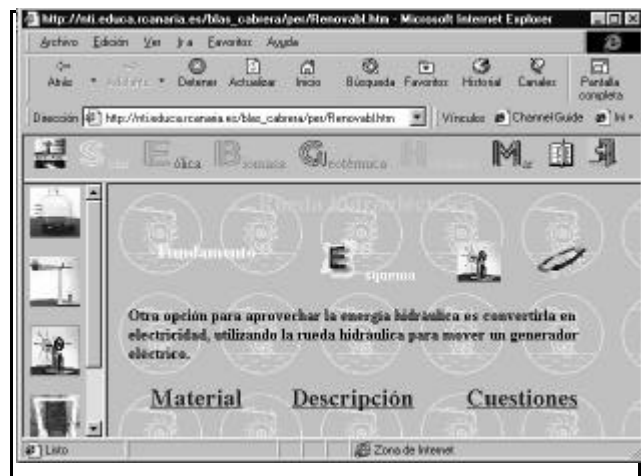 http://nti.educa.rcanaria.es/blas_cabrera/per/Renovabl.htm - Microsoft Internet Explorer
Archivo Edición Ver Ir a Favoritos Ayuda
Atrás Detener Actualizar Inicio Búsqueda Favoritos Historial Canales Pantalla completa
Dirección http://nti.educa.rcanaria.es/blas_cabrera/per/Renovabl.htm Vínculos Channel Guide
Eólica Biomasa Geotérmica Mar
Rueda hidroeléctrica
Fundamento Esquema
Otra opción para aprovechar la energía hidráulica es convertirla en
electricidad, utilizando la rueda hidráulica para mover un generador
eléctrico.
Material Descripción Cuestiones
Listo Zona de Internet